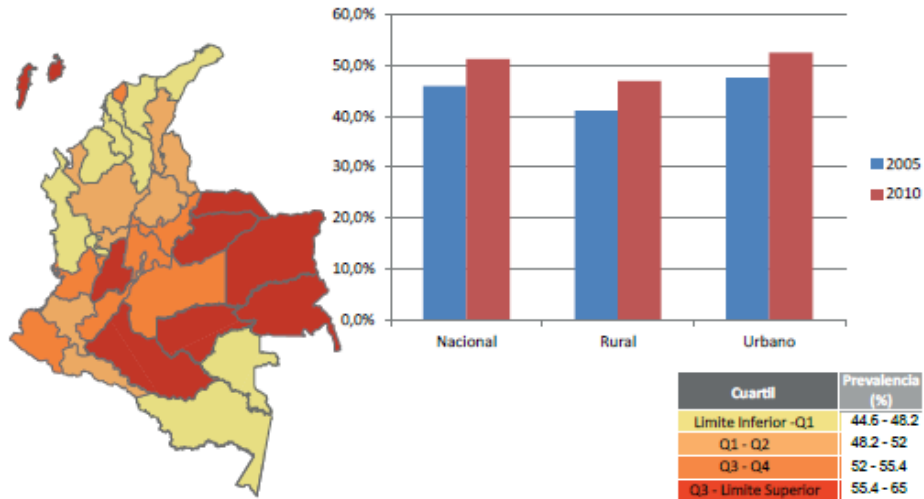 60,0%
50,0%
40,0%
30,0%
20,0%
10,0%
0,0%
Nacional Rural Urbano
2005
2010
Cuartil Prevalencia (%)
Limite Inferior -Q1 44.6 - 48.2
Q1 - Q2 48.2 - 52
Q3 - Q4 52 - 55.4
Q3 - Limite Superior 55.4 - 65